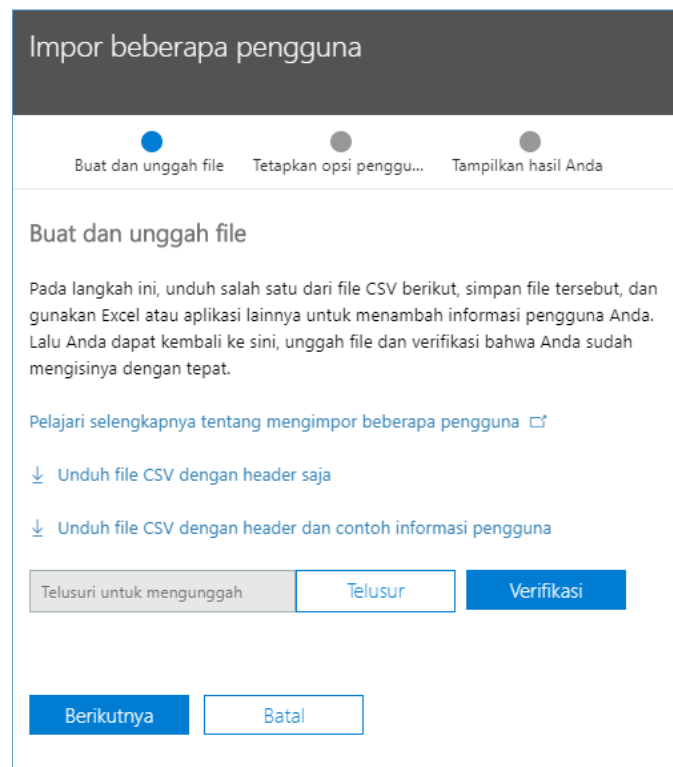 Impor beberapa pengguna
Buat dan unggah file
Tetapkan opsi penggu...
Tampilkan hasil Anda
Buat dan unggah file
Pada langkah ini, unduh salah satu dari file CSV berikut, simpan file tersebut, dan
gunakan Excel atau aplikasi lainnya untuk menambah informasi pengguna Anda.
Lalu Anda dapat kembali ke sini, unggah file dan verifikasi bahwa Anda sudah
mengisinya dengan tepat.
Pelajari selengkapnya tentang mengimpor beberapa pengguna
Unduh file CSV dengan header saja
Unduh file CSV dengan header dan contoh informasi pengguna
Telusuri untuk mengunggah
Telusur
Verifikasi
Berikutnya
Batal